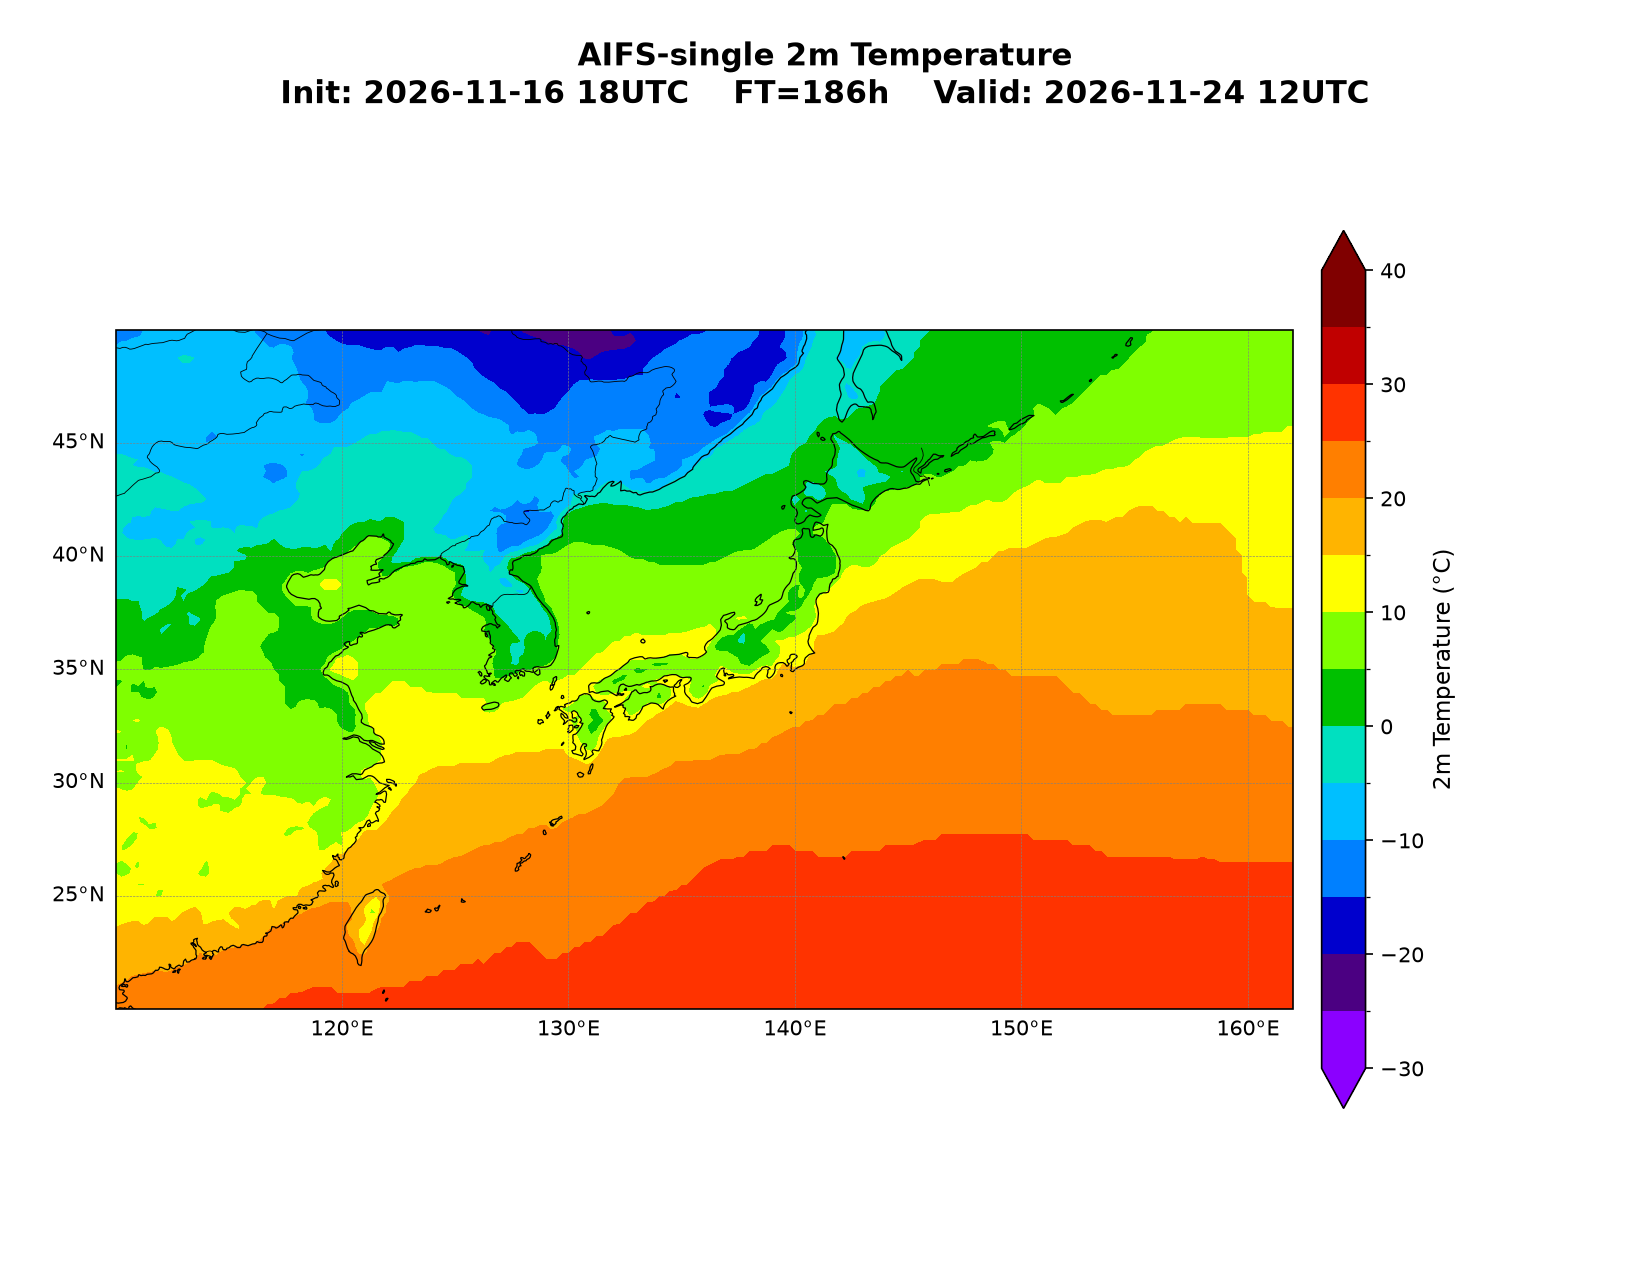 AIFS-single 2m Temperature
Init: 2026-11-16 18UTC    FT=186h    Valid: 2026-11-24 12UTC
45°N
40°N
35°N
30°N
25°N
120°E
130°E
140°E
150°E
160°E
40
30
20
10
0
−10
−20
−30
2m Temperature (°C)